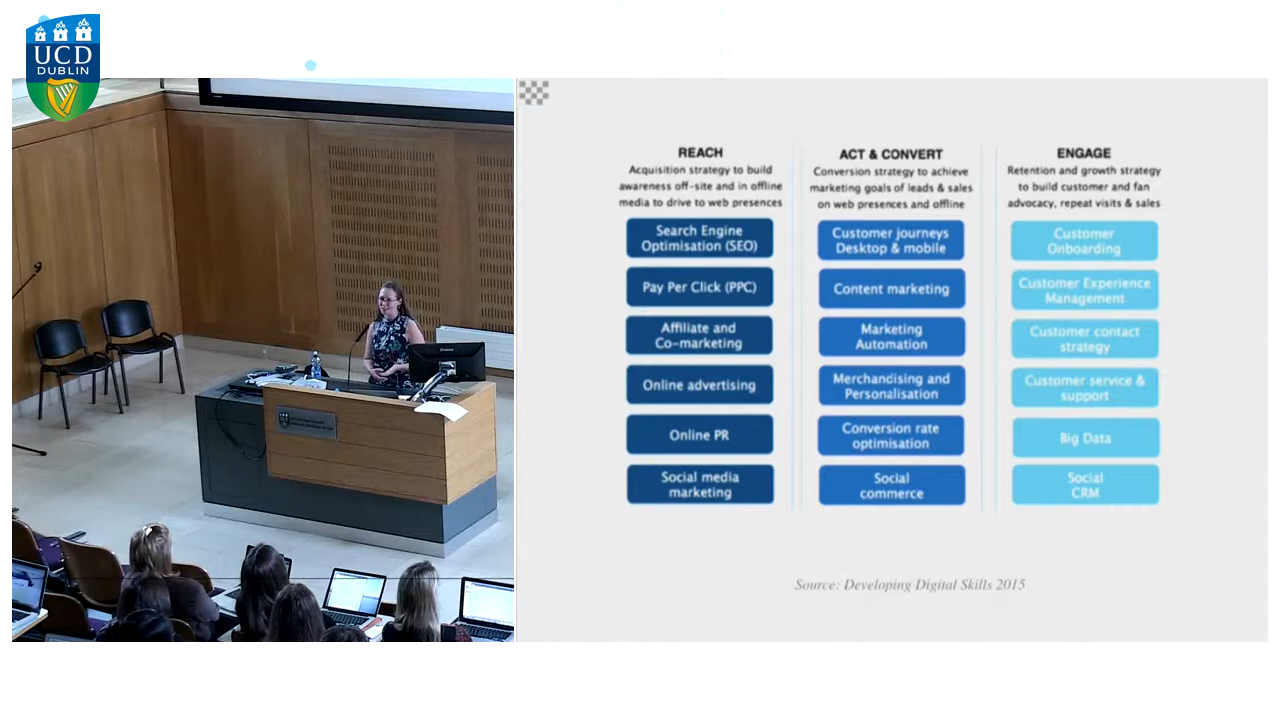 UCD
DUBLIN
REACH
Acquisition strategy to build
awareness off-site and in offline
media to drive to web presences
Search Engine
Optimisation (SEO)
Pay Per Click (PPC)
Affiliate and
Co-marketing
Online advertising
Online PR
Social media
marketing
ACT & CONVERT
Conversion strategy to achieve
marketing goals of leads & sales
on web presences and offline
Customer journeys
Desktop & mobile
Content marketing
Marketing
Automation
Merchandising and
Personalisation
Conversion rate
optimisation
Social
commerce
ENGAGE
Retention and growth strategy
to build customer and fan
advocacy, repeat visits & sales
Customer
Onboarding
Customer Experience
Management
Customer contact
strategy
Customer service &
support
Big Data
Social
CRM
Source: Developing Digital Skills 2015